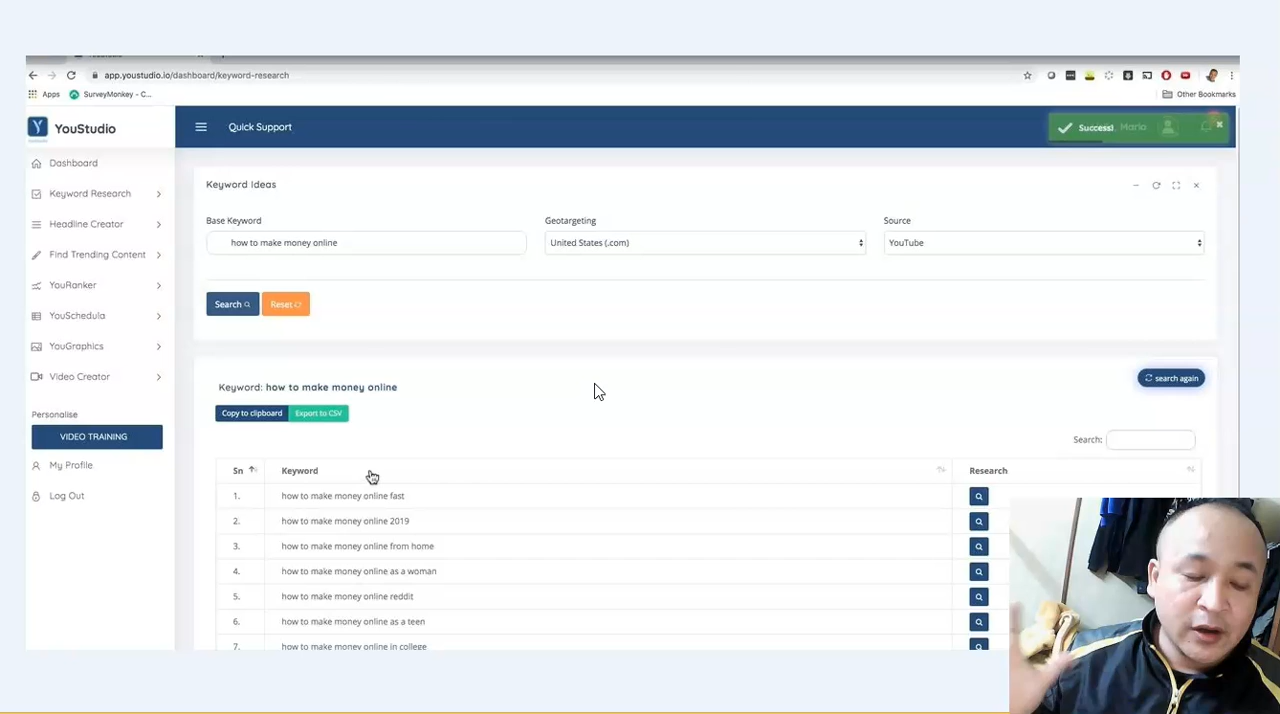 app.youstudio.io/dashboard/keyword-research
Apps SurveyMonkey - C... Other Bookmarks
YouStudio
Quick Support
Success!
Maria
Dashboard
Keyword Research
Headline Creator
Find Trending Content
YouRanker
YouSchedula
YouGraphics
Video Creator
Personalise
VIDEO TRAINING
My Profile
Log Out
Keyword Ideas
Base Keyword Geotargeting Source
how to make money online United States (.com) YouTube
Search Reset
Keyword: how to make money online
search again
Copy to clipboard Export to CSV
Search:
Sn Keyword Research
1. how to make money online fast
2. how to make money online 2019
3. how to make money online from home
4. how to make money online as a woman
5. how to make money online reddit
6. how to make money online as a teen
7. how to make money online in college